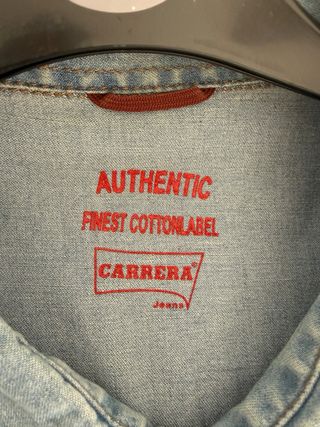 AUTHENTIC
FINEST COTTONLABEL
CARRERA®
Jeans